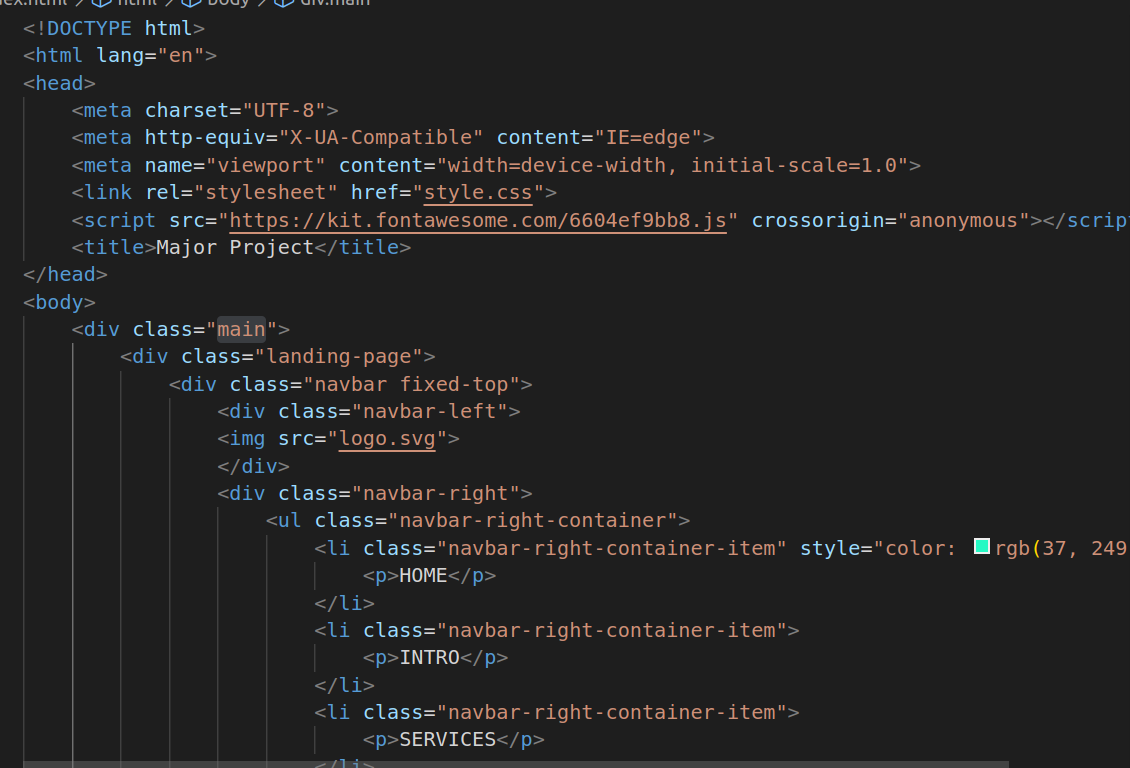 html > body > div.main
<!DOCTYPE html>
<html lang="en">
<head>
    <meta charset="UTF-8">
    <meta http-equiv="X-UA-Compatible" content="IE=edge">
    <meta name="viewport" content="width=device-width, initial-scale=1.0">
    <link rel="stylesheet" href="style.css">
    <script src="https://kit.fontawesome.com/6604ef9bb8.js" crossorigin="anonymous"></scrip
    <title>Major Project</title>
</head>
<body>
    <div class="main">
        <div class="landing-page">
            <div class="navbar fixed-top">
                <div class="navbar-left">
                <img src="logo.svg">
                </div>
                <div class="navbar-right">
                    <ul class="navbar-right-container">
                        <li class="navbar-right-container-item" style="color: rgb(37, 249
                            <p>HOME</p>
                        </li>
                        <li class="navbar-right-container-item">
                            <p>INTRO</p>
                        </li>
                        <li class="navbar-right-container-item">
                            <p>SERVICES</p>
                        </li>